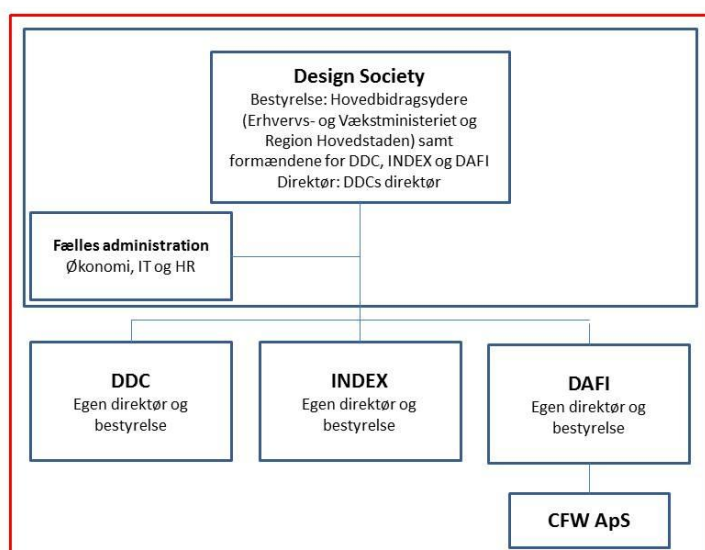 Design Society
Bestyrelse: Hovedbidragsydere
(Erhvervs- og Vækstministeriet og
Region Hovedstaden) samt
formændene for DDC, INDEX og DAFI
Direktør: DDCs direktør
Fælles administration
Økonomi, IT og HR
DDC
Egen direktør og
bestyrelse
INDEX
Egen direktør og
bestyrelse
DAFI
Egen direktør og
bestyrelse
CFW ApS